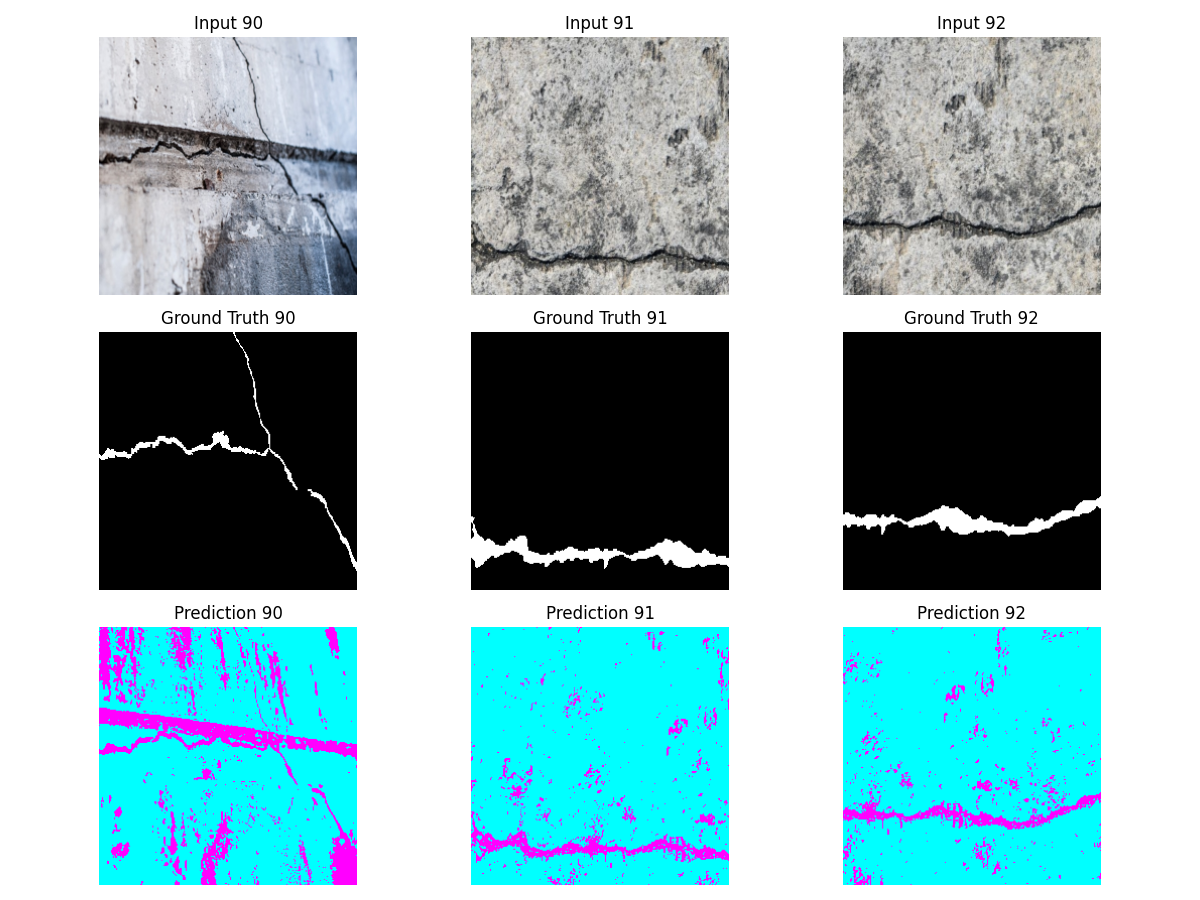 Input 90
Input 91
Input 92
Ground Truth 90
Ground Truth 91
Ground Truth 92
Prediction 90
Prediction 91
Prediction 92